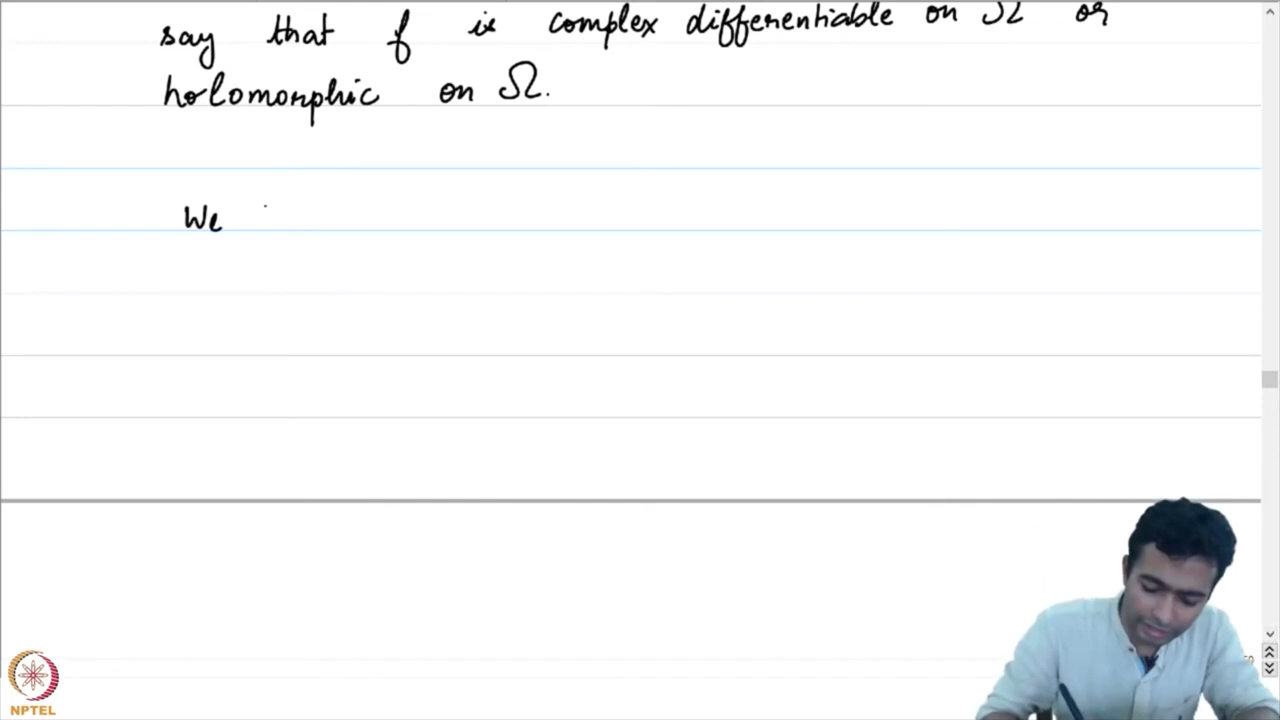 say that f is complex differentiable on Ω or
holomorphic on Ω.
We
NPTEL